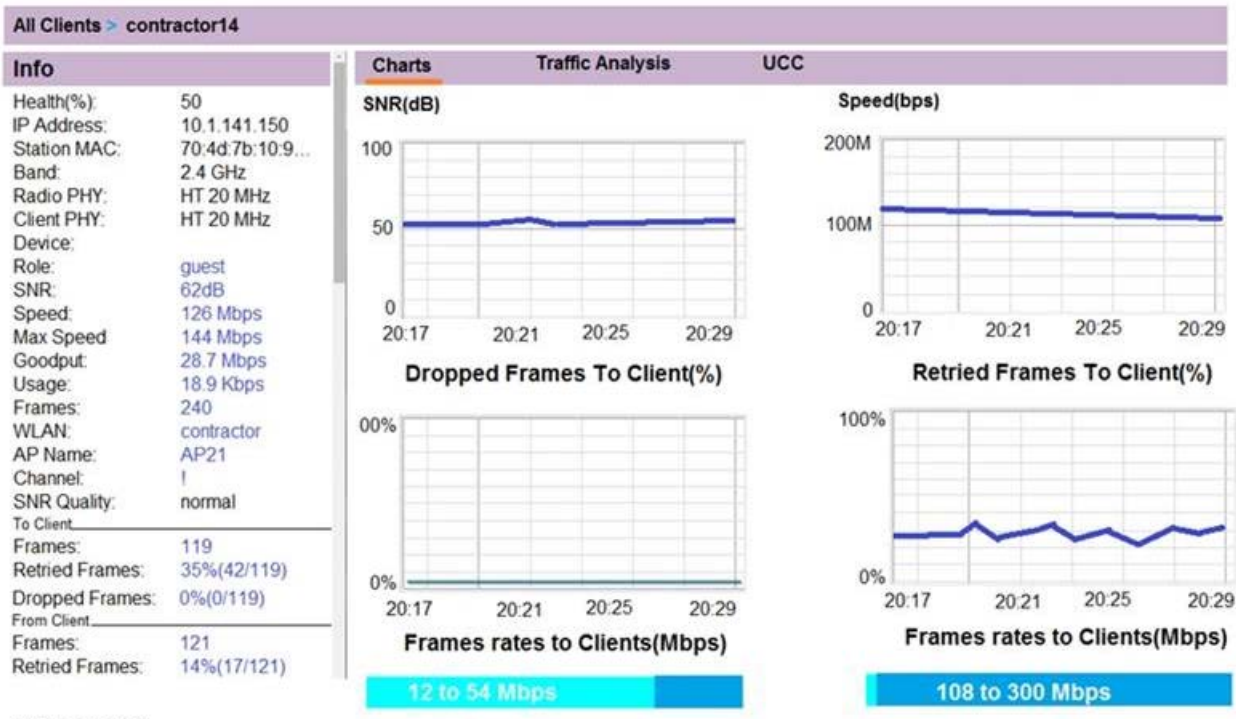 All Clients > contractor14
Info
Health(%): 50
IP Address: 10.1.141.150
Station MAC: 70:4d:7b:10:9...
Band: 2.4 GHz
Radio PHY: HT 20 MHz
Client PHY: HT 20 MHz
Device:
Role: guest
SNR: 62dB
Speed: 126 Mbps
Max Speed 144 Mbps
Goodput: 28.7 Mbps
Usage: 18.9 Kbps
Frames: 240
WLAN: contractor
AP Name: AP21
Channel: !
SNR Quality: normal
To Client
Frames: 119
Retried Frames: 35%(42/119)
Dropped Frames: 0%(0/119)
From Client
Frames: 121
Retried Frames: 14%(17/121)
Charts Traffic Analysis UCC
SNR(dB)
100
50
0
20:17 20:21 20:25 20:29
Speed(bps)
200M
100M
0
20:17 20:21 20:25 20:29
Dropped Frames To Client(%)
00%
0%
20:17 20:21 20:25 20:29
Retried Frames To Client(%)
100%
0%
20:17 20:21 20:25 20:29
Frames rates to Clients(Mbps)
12 to 54 Mbps
Frames rates to Clients(Mbps)
108 to 300 Mbps